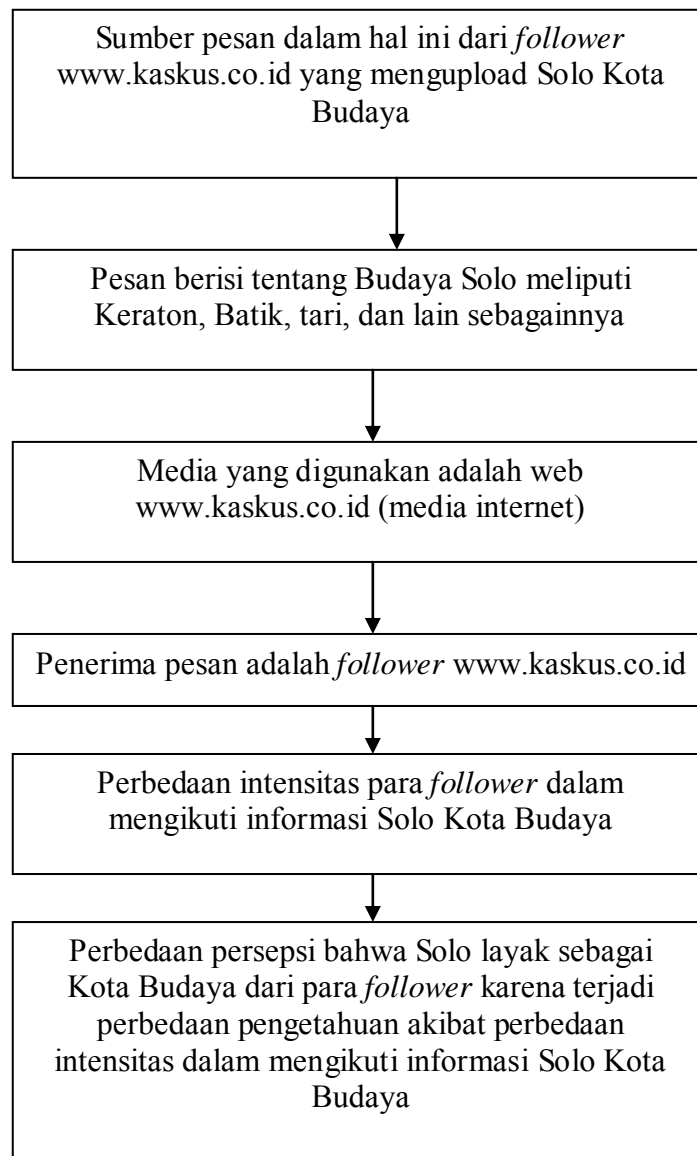 Sumber pesan dalam hal ini dari follower
www.kaskus.co.id yang mengupload Solo Kota
Budaya
Pesan berisi tentang Budaya Solo meliputi
Keraton, Batik, tari, dan lain sebagainnya
Media yang digunakan adalah web
www.kaskus.co.id (media internet)
Penerima pesan adalah follower www.kaskus.co.id
Perbedaan intensitas para follower dalam
mengikuti informasi Solo Kota Budaya
Perbedaan persepsi bahwa Solo layak sebagai
Kota Budaya dari para follower karena terjadi
perbedaan pengetahuan akibat perbedaan
intensitas dalam mengikuti informasi Solo Kota
Budaya